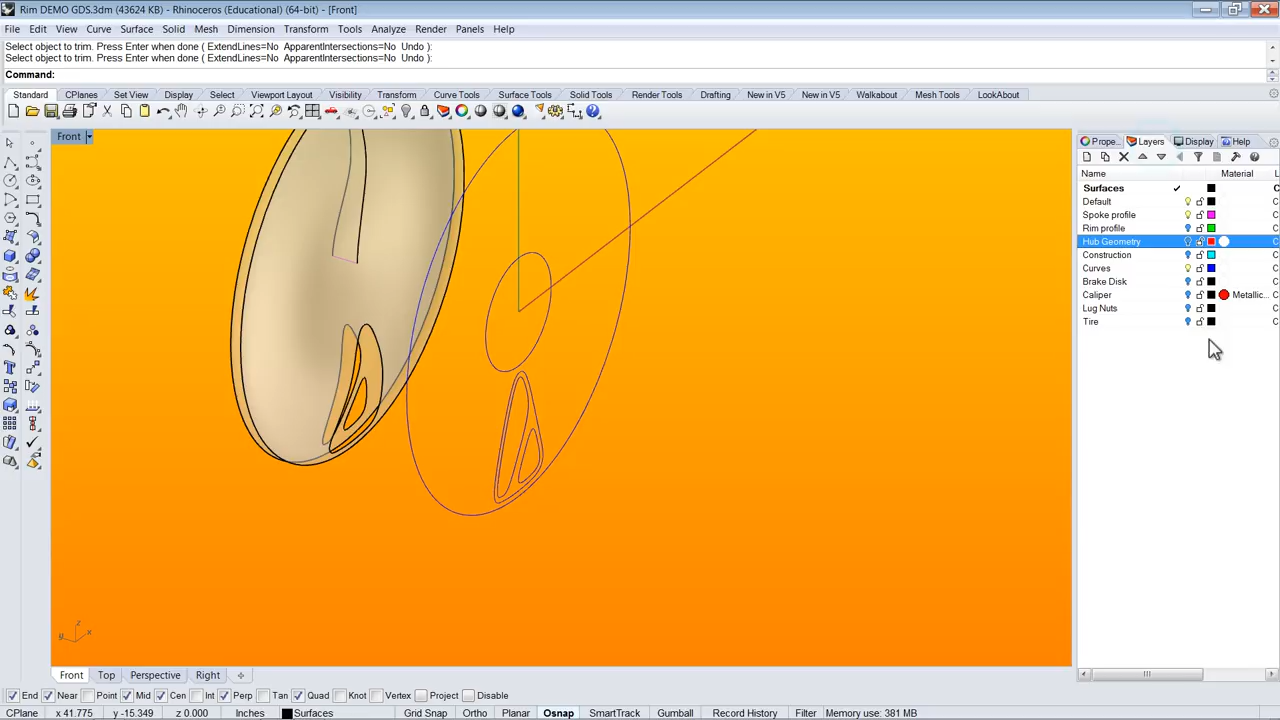 Rim DEMO GDS.3dm (43624 KB) - Rhinoceros (Educational) (64-bit) - [Front]
File Edit View Curve Surface Solid Mesh Dimension Transform Tools Analyze Render Panels Help
Select object to trim. Press Enter when done ( ExtendLines=No ApparentIntersections=No Undo ):
Select object to trim. Press Enter when done ( ExtendLines=No ApparentIntersections=No Undo ):
Command:
Standard CPlanes Set View Display Select Viewport Layout Visibility Transform Curve Tools Surface Tools Solid Tools Render Tools Drafting New in V5 New in V5 Walkabout Mesh Tools LookAbout
Front
Prope... Layers Display Help
Name Material L
Surfaces C
Default C
Spoke profile C
Rim profile C
Hub Geometry C
Construction C
Curves C
Brake Disk C
Caliper Metallic... C
Lug Nuts C
Tire C
z
y x
Front Top Perspective Right
End Near Point Mid Cen Int Perp Tan Quad Knot Vertex Project Disable
CPlane x 41.775 y -15.349 z 0.000 Inches Surfaces Grid Snap Ortho Planar Osnap SmartTrack Gumball Record History Filter Memory use: 381 MB